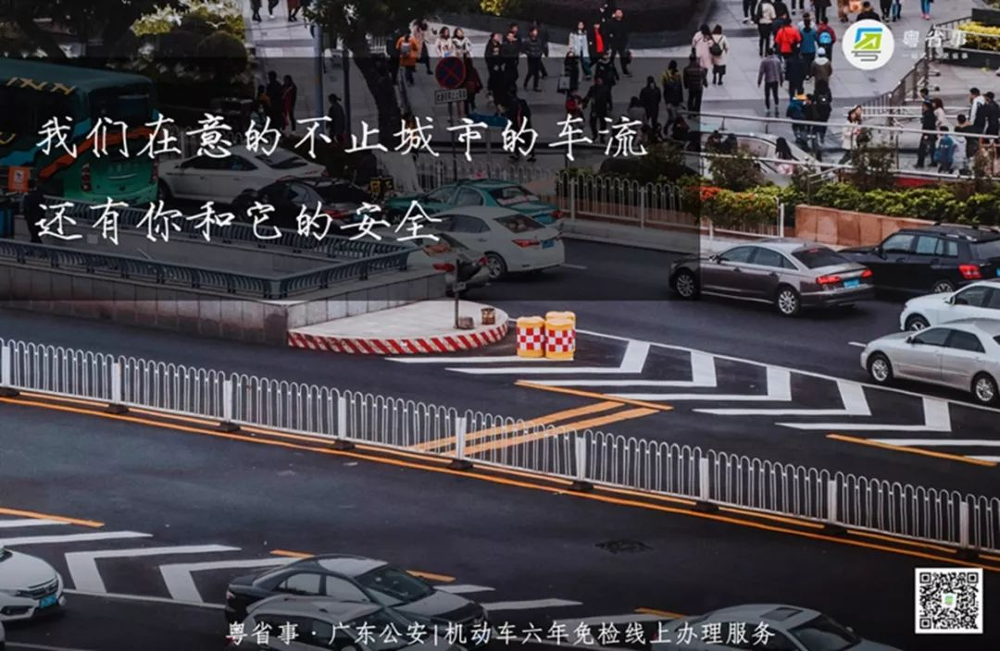 粤省事
我们在意的不止城市的车流
还有你和它的安全
粤省事·广东公安|机动车六年免检线上办理服务